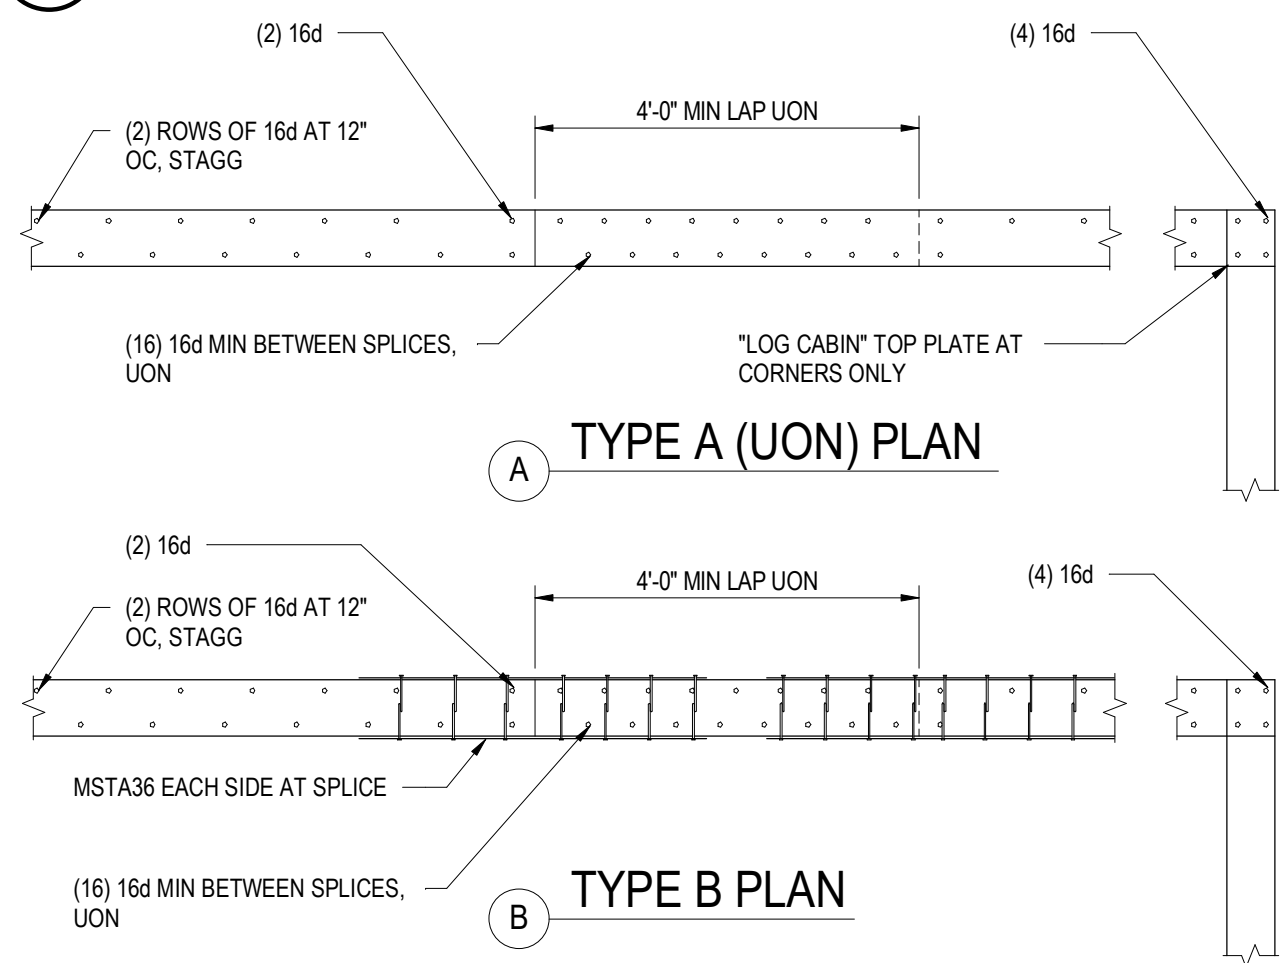 (2) 16d
(4) 16d
4'-0" MIN LAP UON
(2) ROWS OF 16d AT 12"
OC, STAGG
(16) 16d MIN BETWEEN SPLICES,
UON
"LOG CABIN" TOP PLATE AT
CORNERS ONLY
A
TYPE A (UON) PLAN
(2) 16d
(4) 16d
4'-0" MIN LAP UON
(2) ROWS OF 16d AT 12"
OC, STAGG
MSTA36 EACH SIDE AT SPLICE
(16) 16d MIN BETWEEN SPLICES,
UON
B
TYPE B PLAN